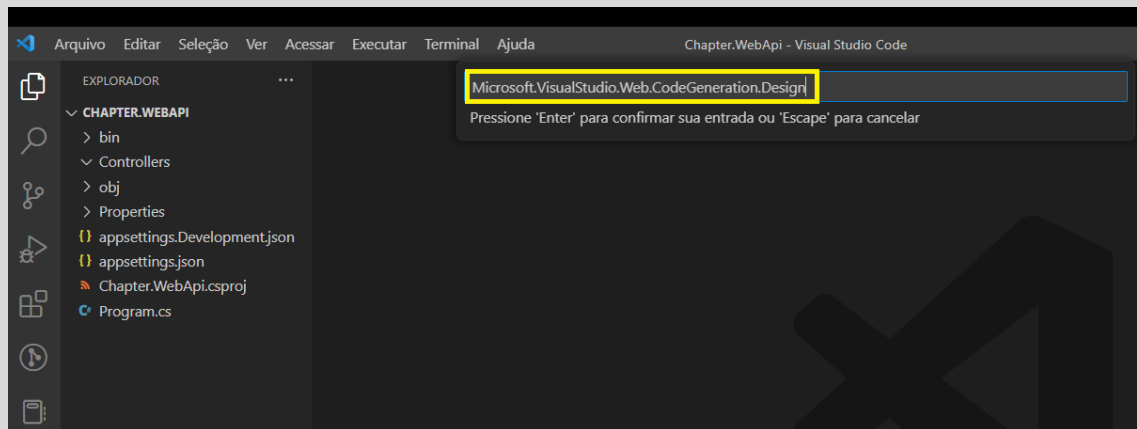 Arquivo Editar Seleção Ver Acessar Executar Terminal Ajuda Chapter.WebApi - Visual Studio Code
EXPLORADOR ...
CHAPTER.WEBAPI
bin
Controllers
obj
Properties
{} appsettings.Development.json
{} appsettings.json
Chapter.WebApi.csproj
C# Program.cs
Microsoft.VisualStudio.Web.CodeGeneration.Design
Pressione 'Enter' para confirmar sua entrada ou 'Escape' para cancelar